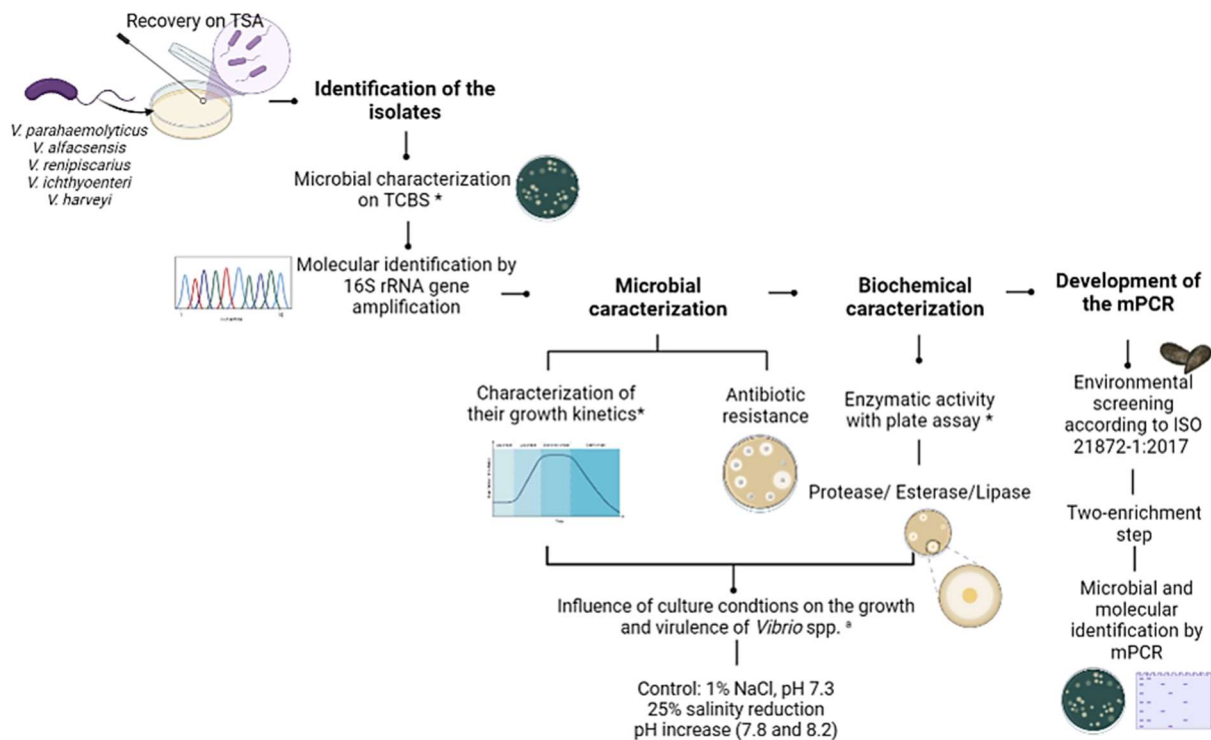 Recovery on TSA
V. parahaemolyticus
V. alfacsensis
V. renipiscarius
V. ichthyoenteri
V. harveyi
Identification of the
isolates
Microbial characterization
on TCBS *
Molecular identification by
16S rRNA gene
amplification
Microbial
caracterization
Characterization of
their growth kinetics*
Antibiotic
resistance
Biochemical
caracterization
Enzymatic activity
with plate assay *
Protease/ Esterase/Lipase
Influence of culture condtions on the growth
and virulence of Vibrio spp. ª
Control: 1% NaCl, pH 7.3
25% salinity reduction
pH increase (7.8 and 8.2)
Development of
the mPCR
Environmental
screening
according to ISO
21872-1:2017
Two-enrichment
step
Microbial and
molecular
identification by
mPCR